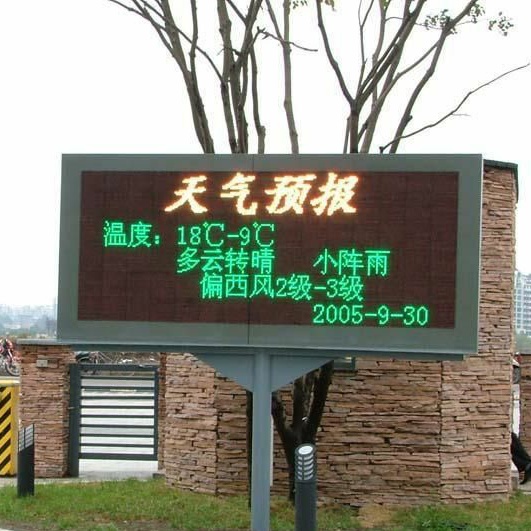 天气预报
温度：18℃-9℃
多云转晴 小阵雨
偏西风2级-3级
2005-9-30